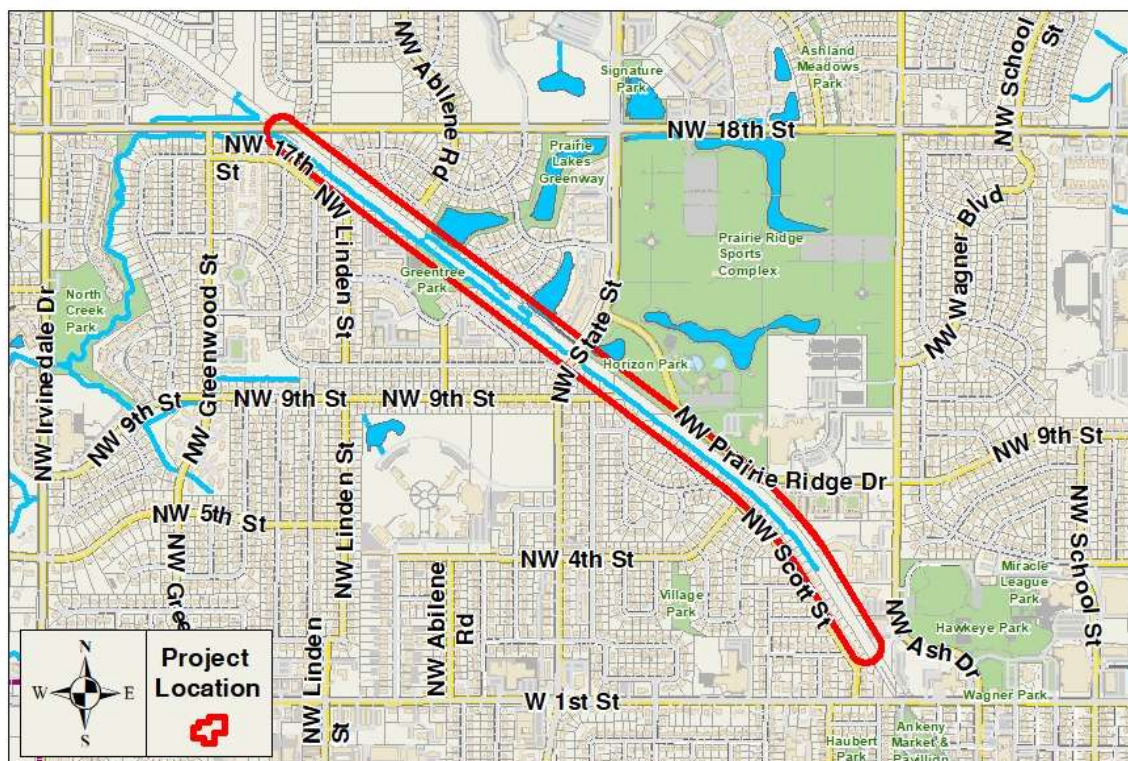 NW School
St
Ashland
Meadows
Park
NW Abilene Rd
Signature
Park
NW 18th St
NW 17th
St
Prairie
Lakes
Greenway
NW Linden St
NW Wagner Blvd
Prairie Ridge
Sports
Complex
Greentree
Park
North
Creek
Park
NW Greenwood St
NW Irvinedale Dr
NW State St
Horizon Park
NW 9th St
NW 9th St
NW 9th St
NW Prairie Ridge Dr
NW 9th St
NW Linden St
NW 5th St
NW Scott St
NW School St
NW 4th St
NW Gree
NW Abilene
Rd
Village
Park
Miracle
League
Park
Hawkeye Park
NW Ash Dr
NW Linden
St
W 1st St
Wagner Park
Haubert
Park
Ankeny
Market &
Pavilion
N
W
E
S
Project
Location